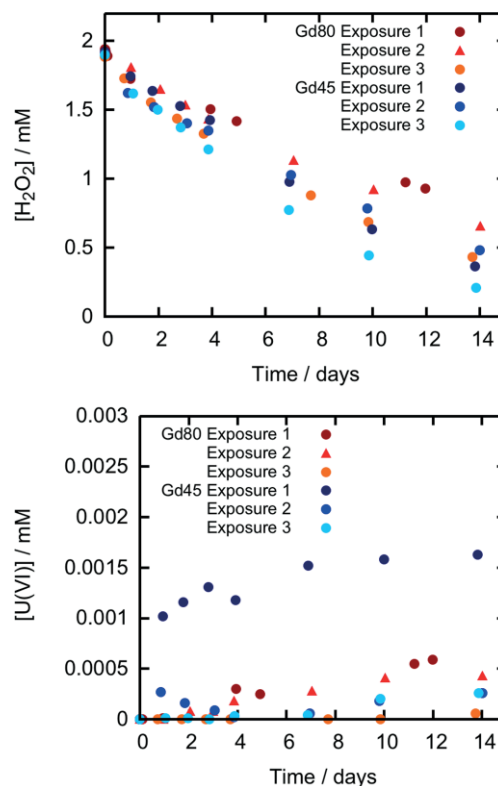 Gd80 Exposure 1
Exposure 2
Exposure 3
Gd45 Exposure 1
Exposure 2
Exposure 3
2
1.5
1
0.5
0
[H₂O₂] / mM
0 2 4 6 8 10 12 14
Time / days
0.003
0.0025
0.002
0.0015
0.001
0.0005
0
[U(VI)] / mM
Gd80 Exposure 1
Exposure 2
Exposure 3
Gd45 Exposure 1
Exposure 2
Exposure 3
0 2 4 6 8 10 12 14
Time / days